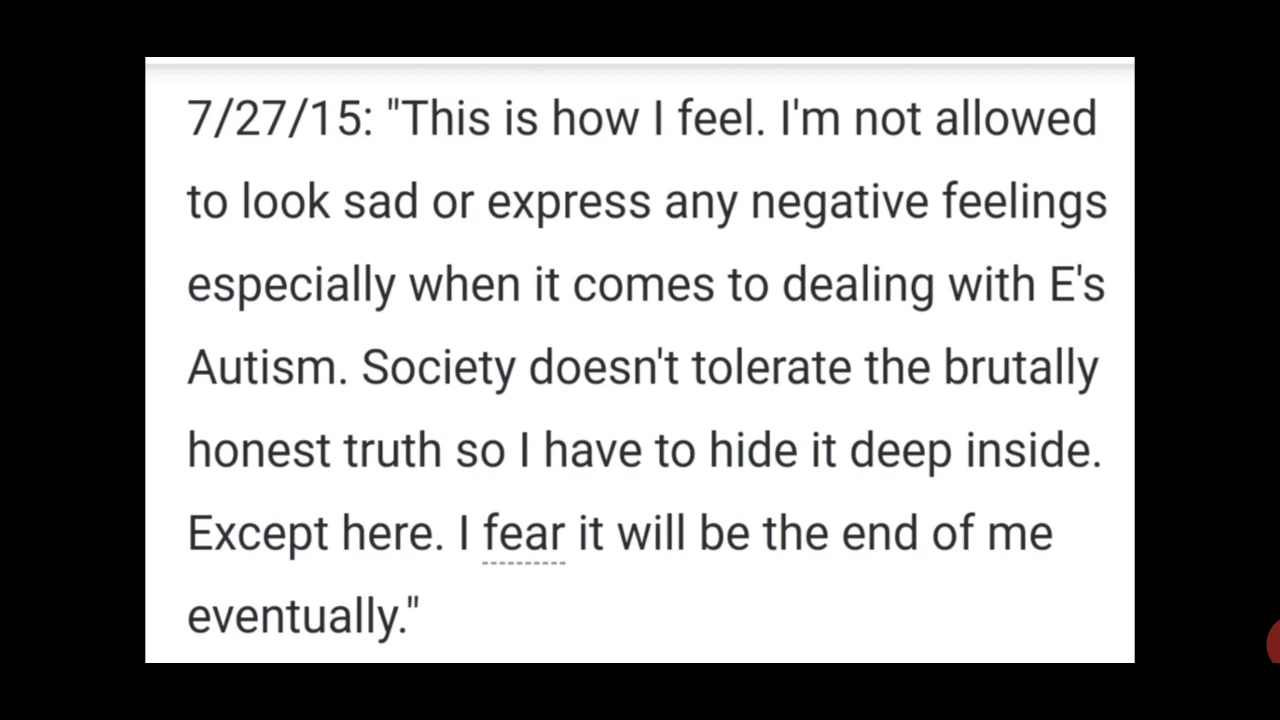 7/27/15: "This is how I feel. I'm not allowed
to look sad or express any negative feelings
especially when it comes to dealing with E's
Autism. Society doesn't tolerate the brutally
honest truth so I have to hide it deep inside.
Except here. I fear it will be the end of me
eventually."